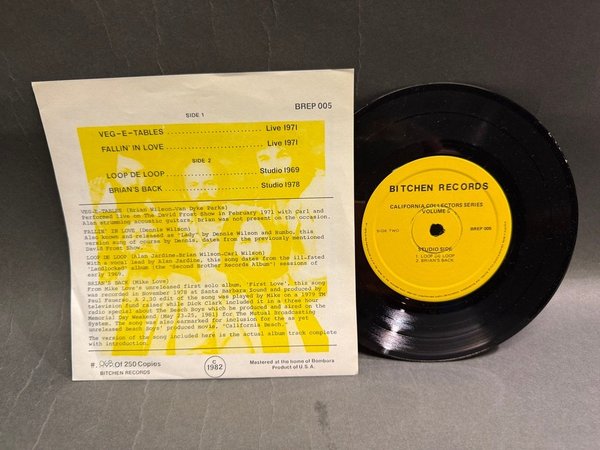 SIDE 1
BREP 005
VEG-E-TABLES .......................... Live 1971
FALLIN' IN LOVE ....................... Live 1971
SIDE 2
LOOP DE LOOP ..................... Studio 1969
BRIAN'S BACK ...................... Studio 1978
VEG-E-TABLES (Brian Wilson-Van Dyke Parks)
Performed live on The David Frost Show in February 1971 with Carl and
Alan strumming acoustic guitars, Brian was not present on the occasion.
FALLIN' IN LOVE (Dennis Wilson)
Also known and released as "Lady" by Dennis Wilson and Rumbo, this
version sung of course by Dennis, dates from the previously mentioned
David Frost Show.
LOOP DE LOOP (Alan Jardine-Brian Wilson-Carl Wilson)
With a vocal lead by Alan Jardine, this song dates from the ill-fated
"Landlocked" album (the "Second Brother Records Album") sessions of
early 1969.
BRIAN'S BACK (Mike Love)
From Mike Love's unreleased first solo album, 'First Love', this song
was recorded in November 1978 at Santa Barbara Sound and produced by
Paul Fauerso. A 2.30 edit of the song was played by Mike on a 1979 TM
television fund raiser while Dick Clark included it in a three hour
radio special about The Beach Boys which he produced and aired on the
Memorial Day Weekend (May 23-25, 1981) for The Mutual Broadcasting
System. The song was also earmarked for inclusion for the as yet
unreleased Beach Boys' produced movie, "California Beach."
The version of the song included here is the actual album track complete
with introduction.
#. Of 250 Copies
BITCHEN RECORDS
C
1982
Mastered at the home of Dombura
Product of U.S.A.
BITCHEN RECORDS
CALIFORNIA COLLECTORS SERIES
VOLUME 5
SIDE TWO
BREP 005
STUDIO SIDE
1. LOOP DE LOOP
2. BRIAN'S BACK